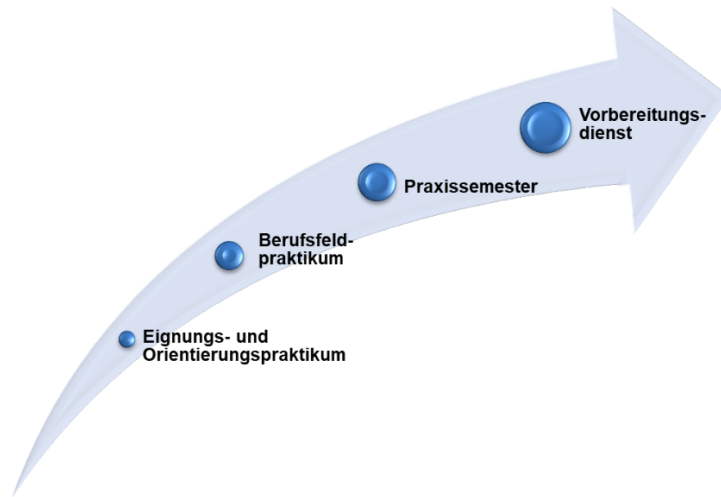 Vorbereitungs-
dienst
Praxissemester
Berufsfeld-
praktikum
Eignungs- und
Orientierungspraktikum